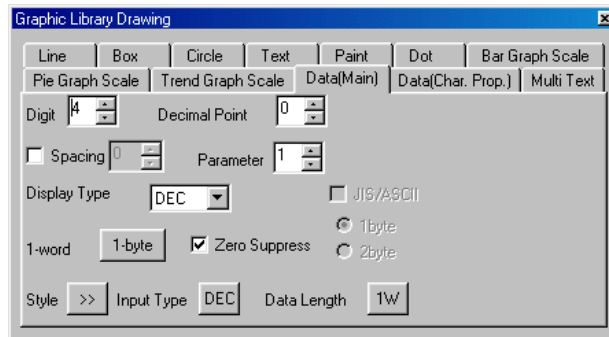 Graphic Library Drawing
Line Box Circle Text Paint Dot Bar Graph Scale
Pie Graph Scale Trend Graph Scale Data(Main) Data(Char. Prop.) Multi Text
Digit 4 Decimal Point 0
Spacing 0 Parameter 1
Display Type DEC JIS/ASCII
1byte
1-word 1-byte Zero Suppress 2byte
Style >> Input Type DEC Data Length 1W